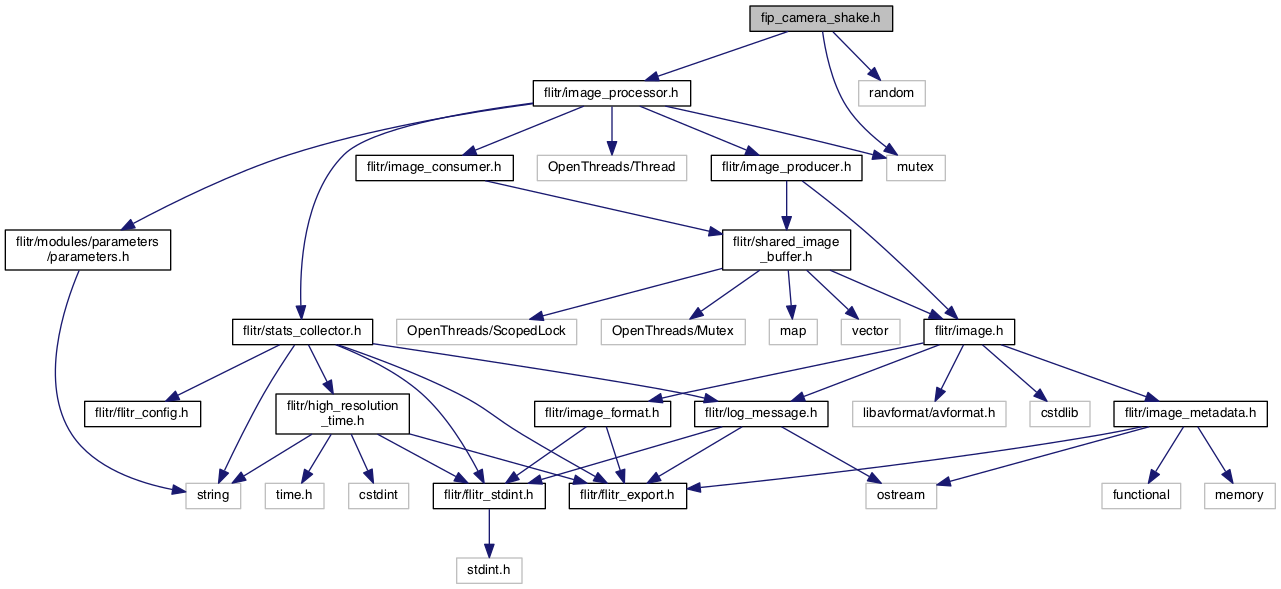 fip_camera_shake.h
flitr/image_processor.h
random
flitr/image_consumer.h
OpenThreads/Thread
flitr/image_producer.h
mutex
flitr/modules/parameters
/parameters.h
flitr/shared_image
_buffer.h
flitr/stats_collector.h
OpenThreads/ScopedLock
OpenThreads/Mutex
map
vector
flitr/image.h
flitr/flitr_config.h
flitr/high_resolution
_time.h
flitr/image_format.h
flitr/log_message.h
libavformat/avformat.h
cstdlib
flitr/image_metadata.h
string
time.h
cstdint
flitr/flitr_stdint.h
flitr/flitr_export.h
ostream
functional
memory
stdint.h